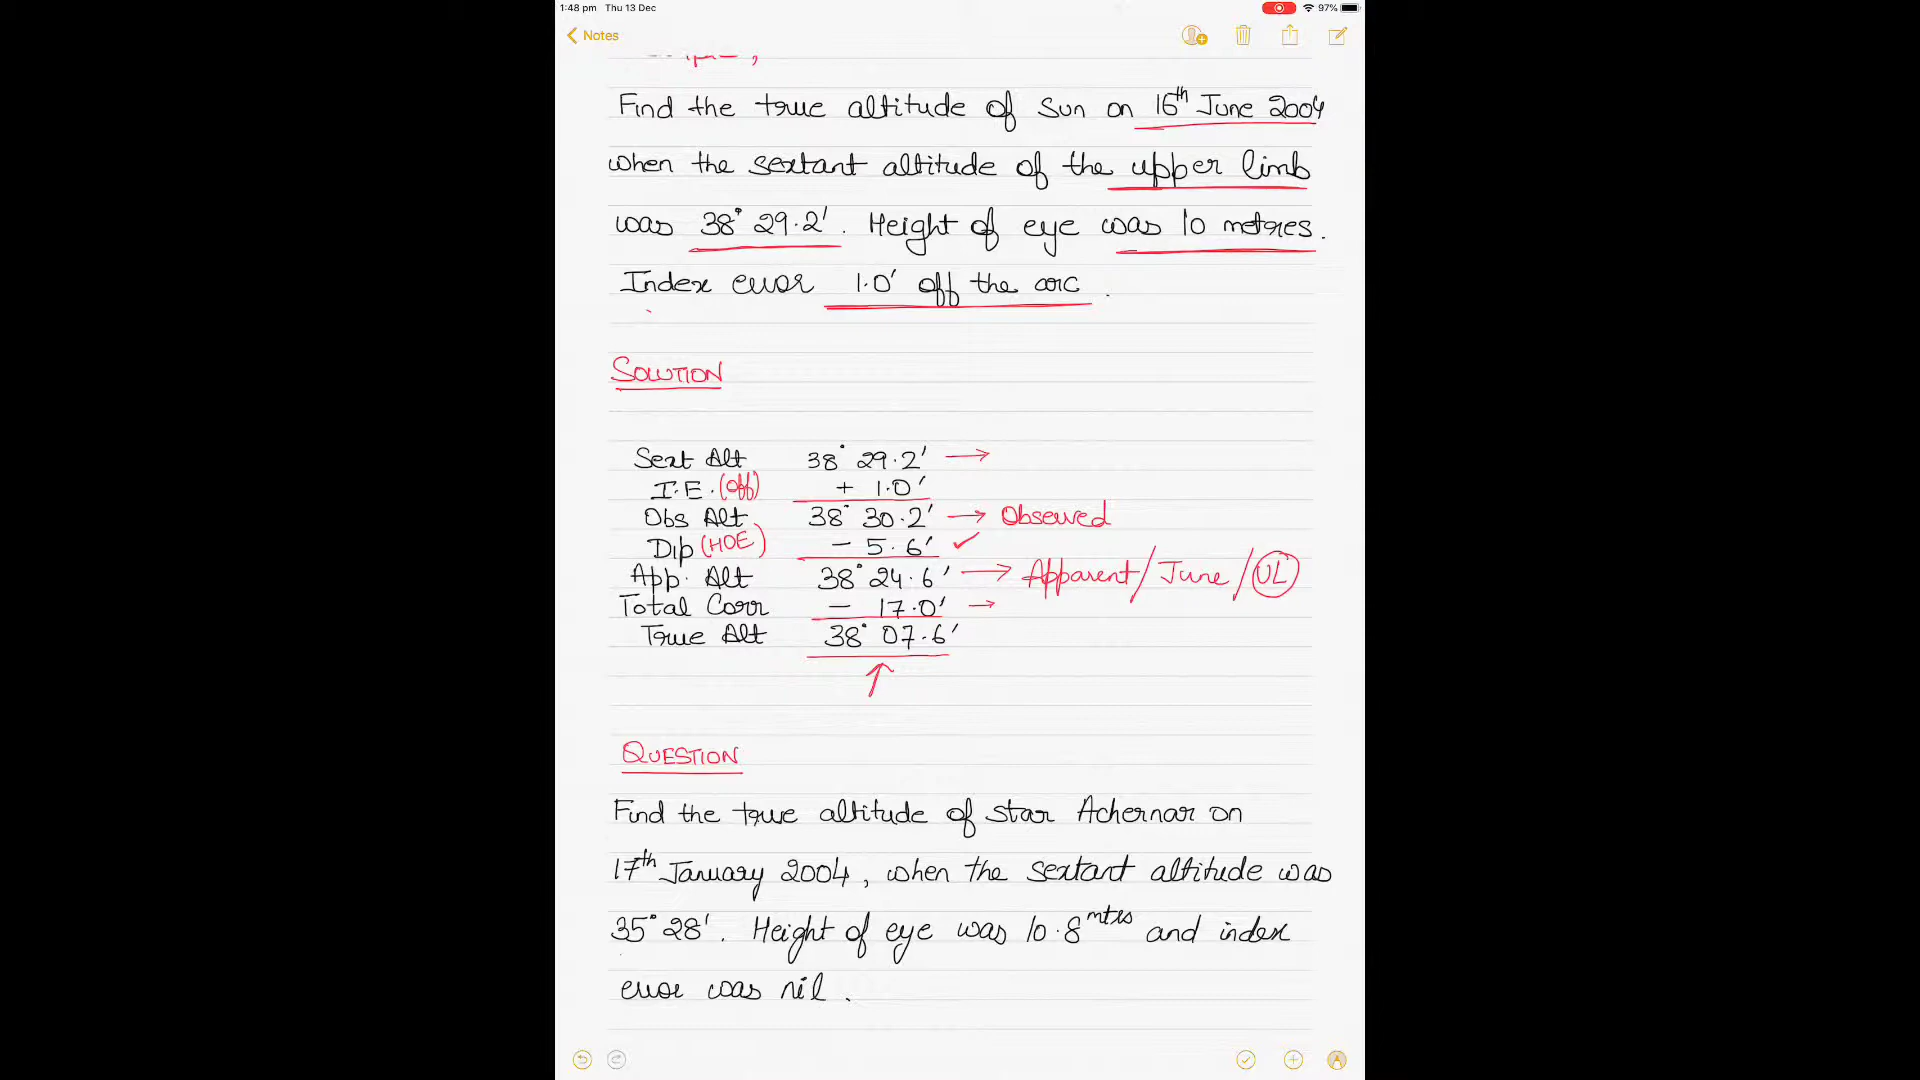 1:48 pm Thu 13 Dec 97%
Notes
Find the true altitude of Sun on 16th June 2004
when the sextant altitude of the upper limb
was 38° 29.2'. Height of eye was 10 metres.
Index error 1.0' off the arc.
SOLUTION
Sext Alt 38° 29.2' →
I.E. (Off) + 1.0'
Obs Alt 38° 30.2' → Observed
Dip (HOE) - 5.6' ✓
App. Alt 38° 24.6' → Apparent / June / UL
Total Corr - 17.0' →
True Alt 38° 07.6'
QUESTION
Find the true altitude of star Achernar on
17th January 2004, when the sextant altitude was
35° 28'. Height of eye was 10.8 mtrs and index
error was nil.